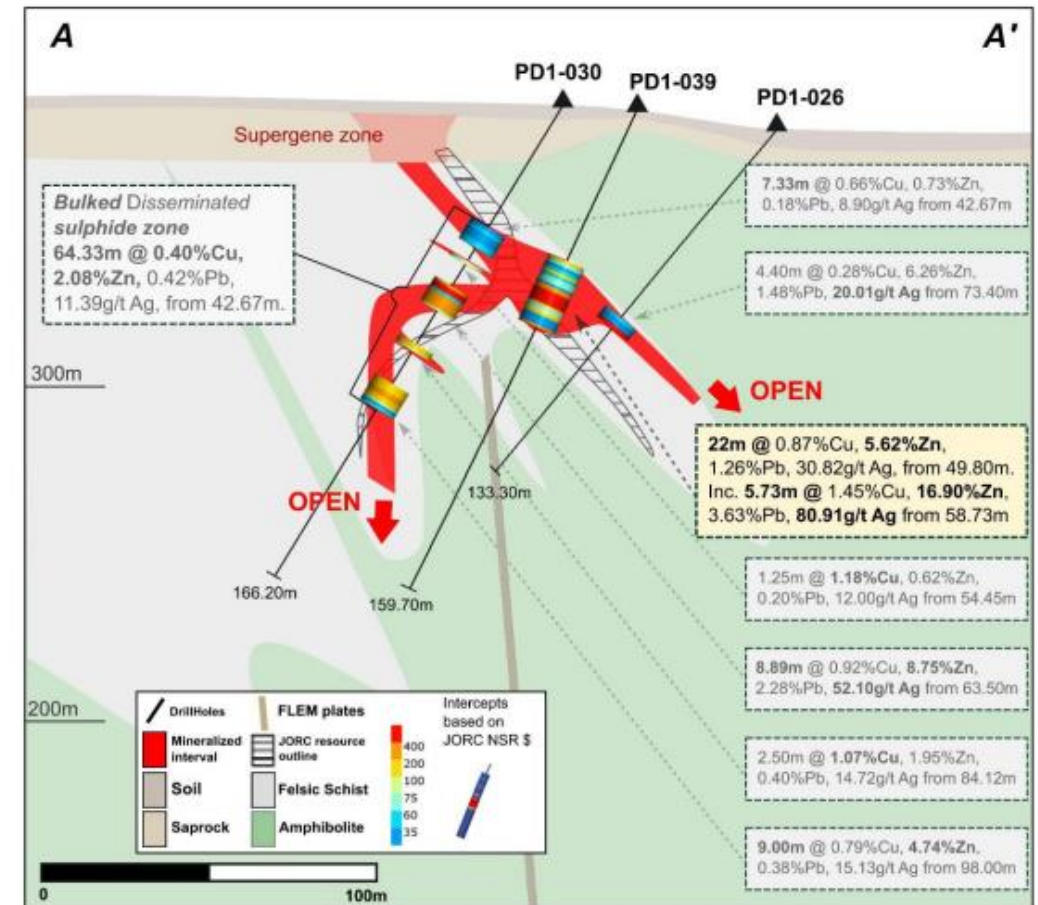 A
A'
PD1-030
PD1-039
PD1-026
Supergene zone
Bulked Disseminated
sulphide zone
64.33m @ 0.40%Cu,
2.08%Zn, 0.42%Pb,
11.39g/t Ag, from 42.67m.
7.33m @ 0.66%Cu, 0.73%Zn,
0.18%Pb, 8.90g/t Ag from 42.67m
4.40m @ 0.28%Cu, 6.26%Zn,
1.48%Pb, 20.01g/t Ag from 73.40m
300m
OPEN
22m @ 0.87%Cu, 5.62%Zn,
1.26%Pb, 30.82g/t Ag, from 49.80m.
Inc. 5.73m @ 1.45%Cu, 16.90%Zn,
3.63%Pb, 80.91g/t Ag from 58.73m
OPEN
133.30m
166.20m
159.70m
1.25m @ 1.18%Cu, 0.62%Zn,
0.20%Pb, 12.00g/t Ag from 54.45m
8.89m @ 0.92%Cu, 8.75%Zn,
2.28%Pb, 52.10g/t Ag from 63.50m
200m
DrillHoles
FLEM plates
Mineralized
interval
JORC resource
outline
Soil
Felsic Schist
Saprock
Amphibolite
400
200
100
75
60
35
Intercepts
based on
JORC NSR $
2.50m @ 1.07%Cu, 1.95%Zn,
0.40%Pb, 14.72g/t Ag from 84.12m
9.00m @ 0.79%Cu, 4.74%Zn,
0.38%Pb, 15.13g/t Ag from 98.00m
0
100m